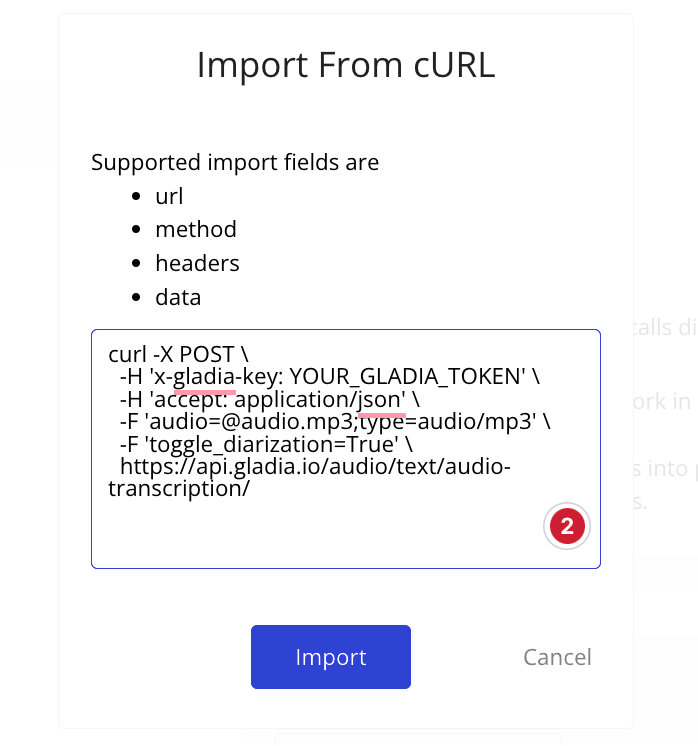 Import From cURL
Supported import fields are
• url
• method
• headers
• data
curl -X POST \
-H 'x-gladia-key: YOUR_GLADIA_TOKEN' \
-H 'accept: application/json' \
-F 'audio=@audio.mp3;type=audio/mp3' \
-F 'toggle_diarization=True' \
https://api.gladia.io/audio/text/audio-
transcription/
2
Import
Cancel
calls di
ork in
s into p
s.